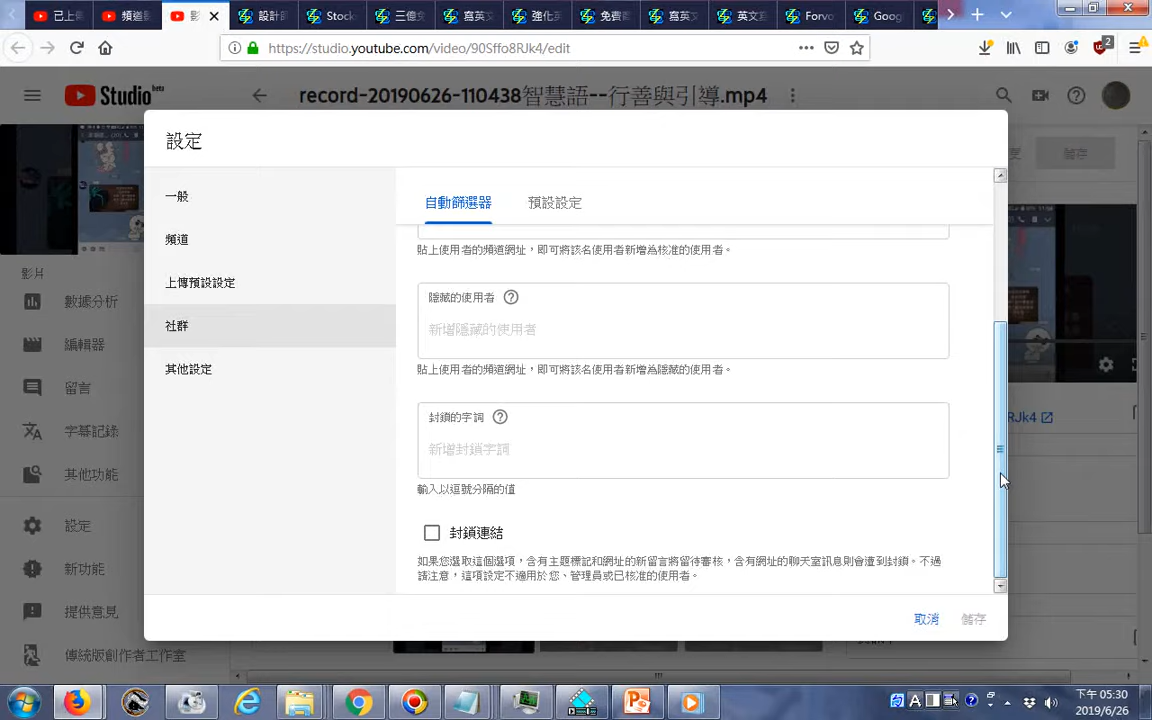 已上
頻道
影
設計師
Stock
三億文
寫英文
強化英
免費
寫英文
英文寫
Forvo
Goog
https://studio.youtube.com/video/90Sffo8RJk4/edit
2
Studio beta
record-20190626-110438智慧語--行善與引導.mp4
設定
儲存
一般
頻道
上傳預設設定
社群
其他設定
自動篩選器
預設設定
貼上使用者的頻道網址，即可將該名使用者新增為核准的使用者。
隱藏的使用者
新增隱藏的使用者
貼上使用者的頻道網址，即可將該名使用者新增為隱藏的使用者。
封鎖的字詞
新增封鎖字詞
輸入以逗號分隔的值
封鎖連結
如果您選取這個選項，含有主題標記和網址的新留言將留待審核，含有網址的聊天室訊息則會遭到封鎖。不過
請注意，這項設定不適用於您、管理員或已核准的使用者。
取消
儲存
影片
數據分析
編輯器
留言
字幕記錄
其他功能
設定
新功能
提供意見
傳統版創作者工作室
RJk4
下午 05:30
2019/6/26